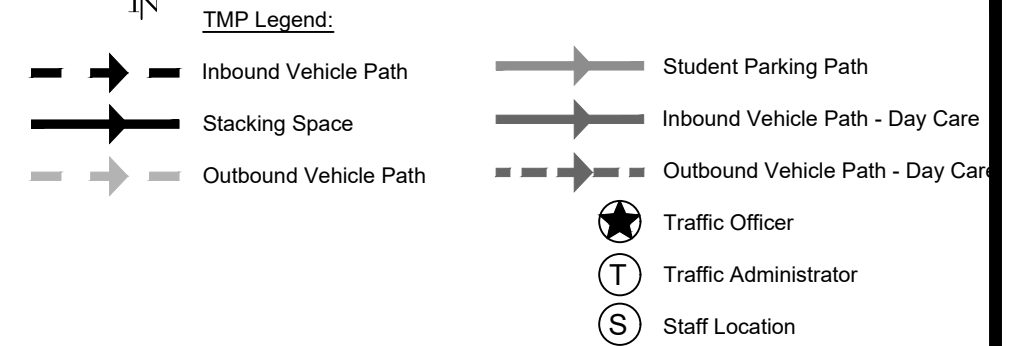 N
TMP Legend:
Inbound Vehicle Path
Stacking Space
Outbound Vehicle Path
Student Parking Path
Inbound Vehicle Path - Day Care
Outbound Vehicle Path - Day Care
Traffic Officer
T Traffic Administrator
S Staff Location